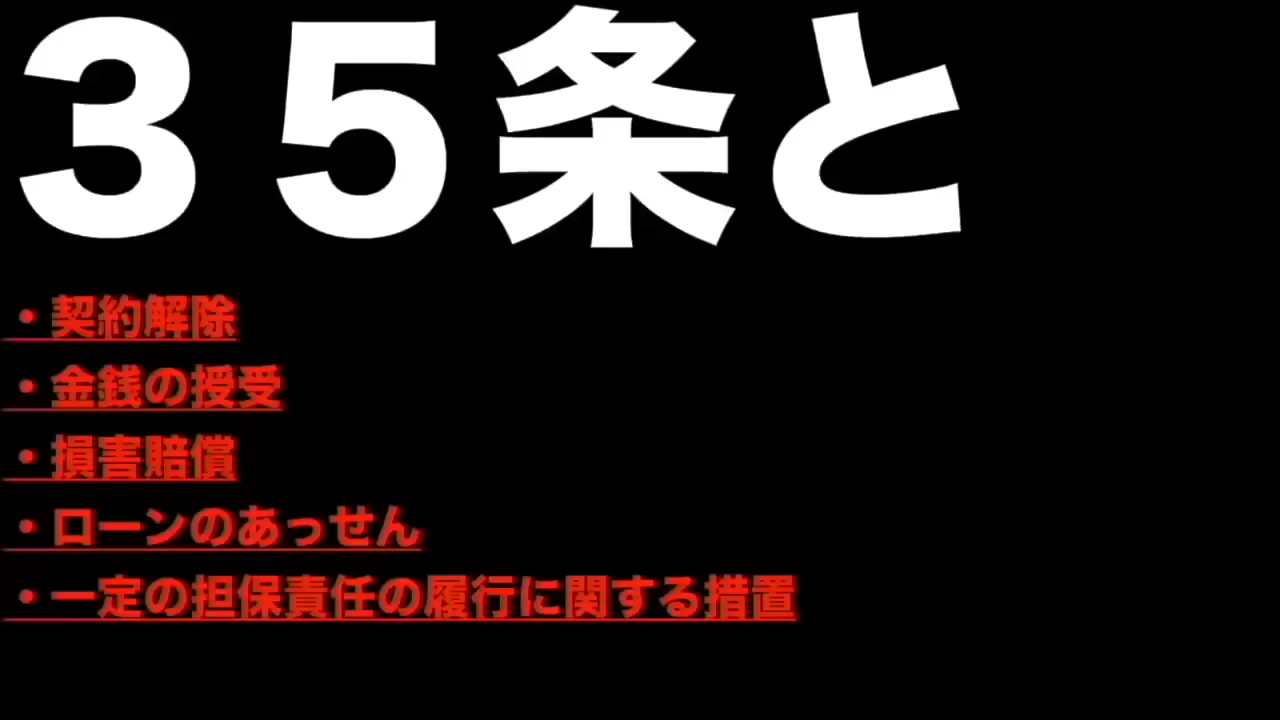 ３５条と
・契約解除
・金銭の授受
・損害賠償
・ローンのあっせん
・一定の担保責任の履行に関する措置